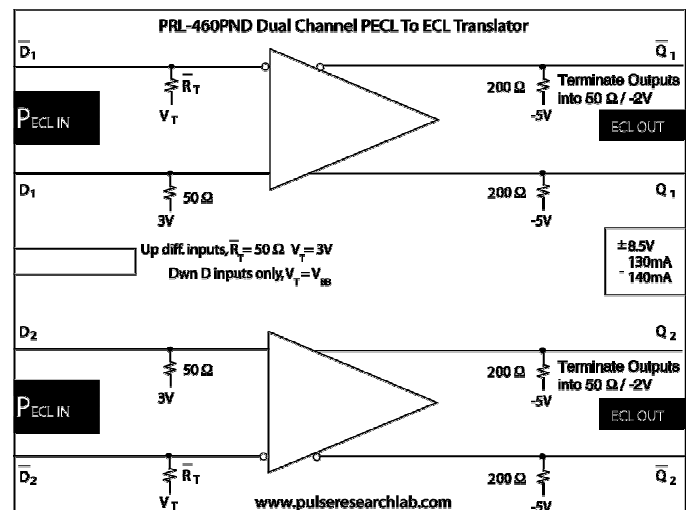 PRL-460PND Dual Channel PECL To ECL Translator
D̅1
Q̅1
R̅T
VT
200 Ω
-5V
Terminate Outputs
into 50 Ω / -2V
PECL IN
ECL OUT
D1
50 Ω
3V
200 Ω
-5V
Q1
Up diff. inputs, R̅T = 50 Ω VT = 3V
Dwn D inputs only, VT = VBB
±8.5V
130mA
- 140mA
D2
Q2
50 Ω
3V
200 Ω
-5V
Terminate Outputs
into 50 Ω / -2V
PECL IN
ECL OUT
D̅2
R̅T
VT
200 Ω
-5V
Q̅2
www.pulseresearchlab.com